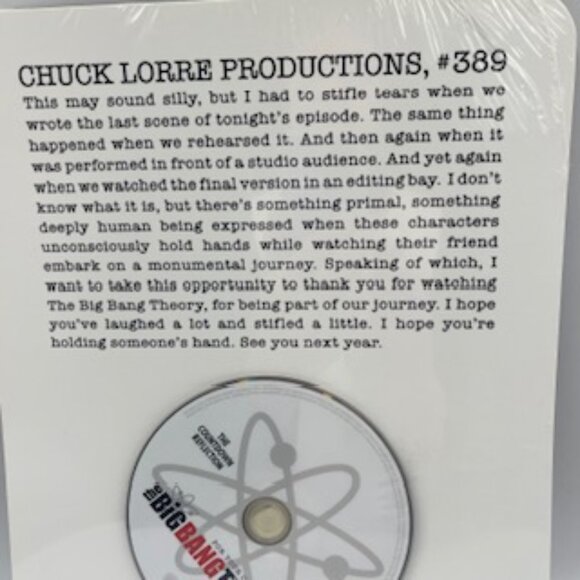 CHUCK LORRE PRODUCTIONS, #389
This may sound silly, but I had to stifle tears when we
wrote the last scene of tonight's episode. The same thing
happened when we rehearsed it. And then again when it
was performed in front of a studio audience. And yet again
when we watched the final version in an editing bay. I don't
know what it is, but there's something primal, something
deeply human being expressed when these characters
unconsciously hold hands while watching their friend
embark on a monumental journey. Speaking of which, I
want to take this opportunity to thank you for watching
The Big Bang Theory, for being part of our journey. I hope
you've laughed a lot and stifled a little. I hope you're
holding someone's hand. See you next year.
THE
COUNTDOWN
REFLECTION
THE BIG BANG
FOR YOUR